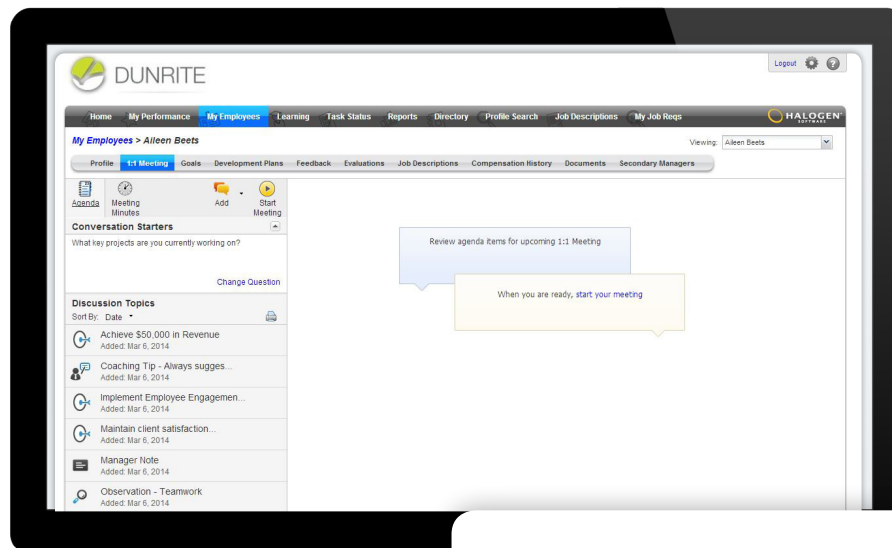 DUNRITE
Logout
Home My Performance My Employees Learning Task Status Reports Directory Profile Search Job Descriptions My Job Reqs
HALOGEN
SOFTWARE
My Employees > Aileen Beets
Viewing: Aileen Beets
Profile 1:1 Meeting Goals Development Plans Feedback Evaluations Job Descriptions Compensation History Documents Secondary Managers
Agenda
Meeting
Minutes
Add
Start
Meeting
Conversation Starters
What key projects are you currently working on?
Change Question
Discussion Topics
Sort By: Date
Achieve $50,000 in Revenue
Added: Mar 6, 2014
Coaching Tip - Always sugges...
Added: Mar 6, 2014
Implement Employee Engagemen...
Added: Mar 6, 2014
Maintain client satisfaction...
Added: Mar 6, 2014
Manager Note
Added: Mar 6, 2014
Observation - Teamwork
Added: Mar 6, 2014
Review agenda items for upcoming 1:1 Meeting
When you are ready, start your meeting